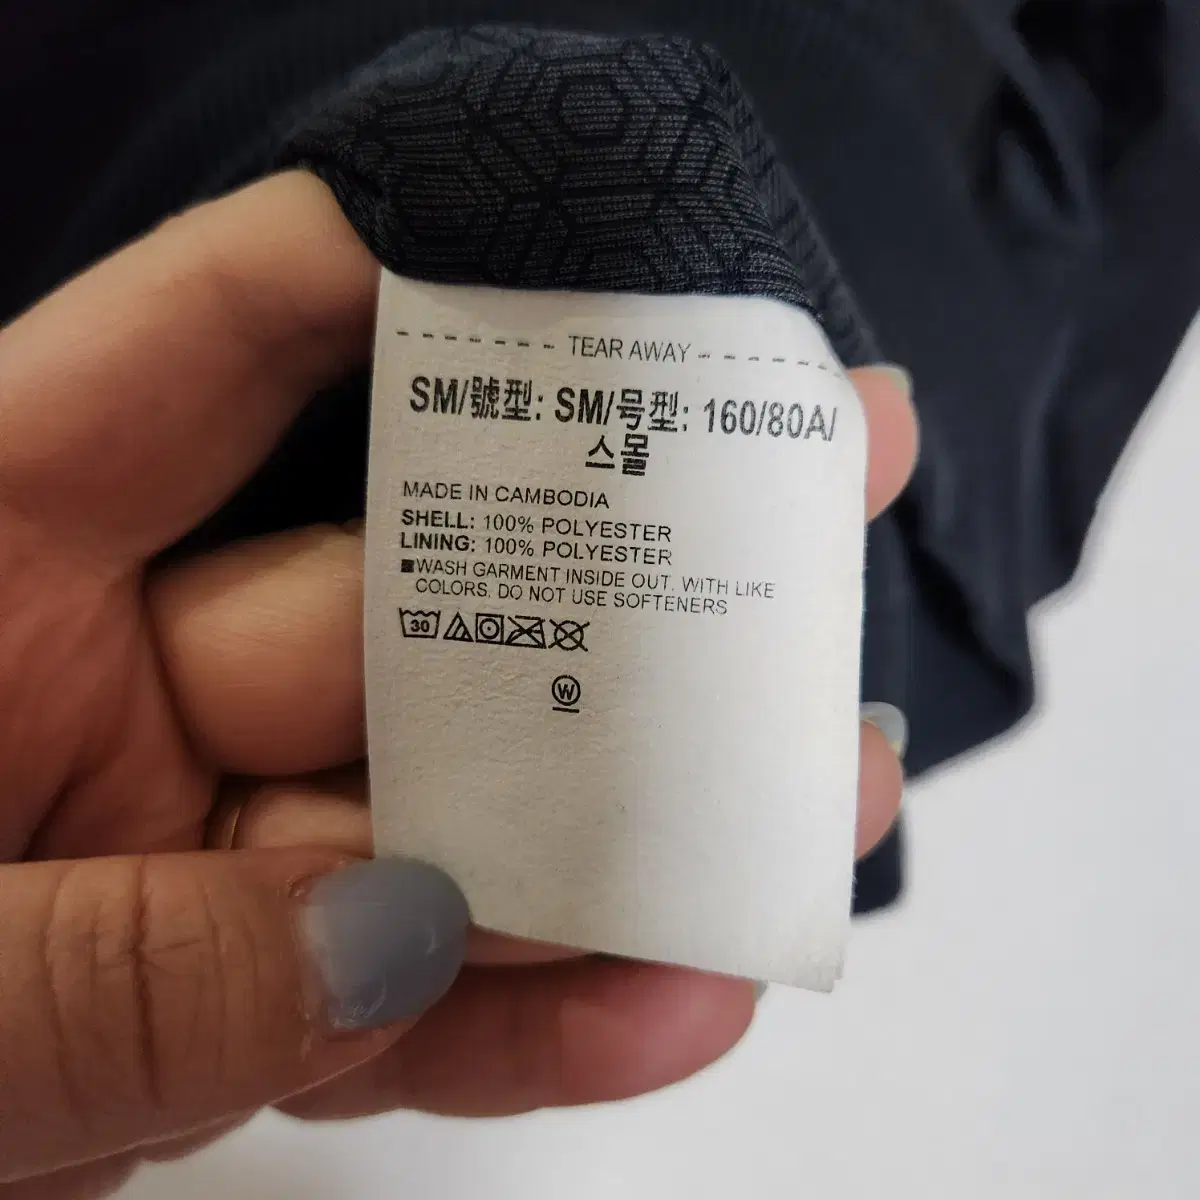 TEAR AWAY
SM/號型: SM/号型: 160/80A/
스몰
MADE IN CAMBODIA
SHELL: 100% POLYESTER
LINING: 100% POLYESTER
■WASH GARMENT INSIDE OUT. WITH LIKE
COLORS. DO NOT USE SOFTENERS
30
W